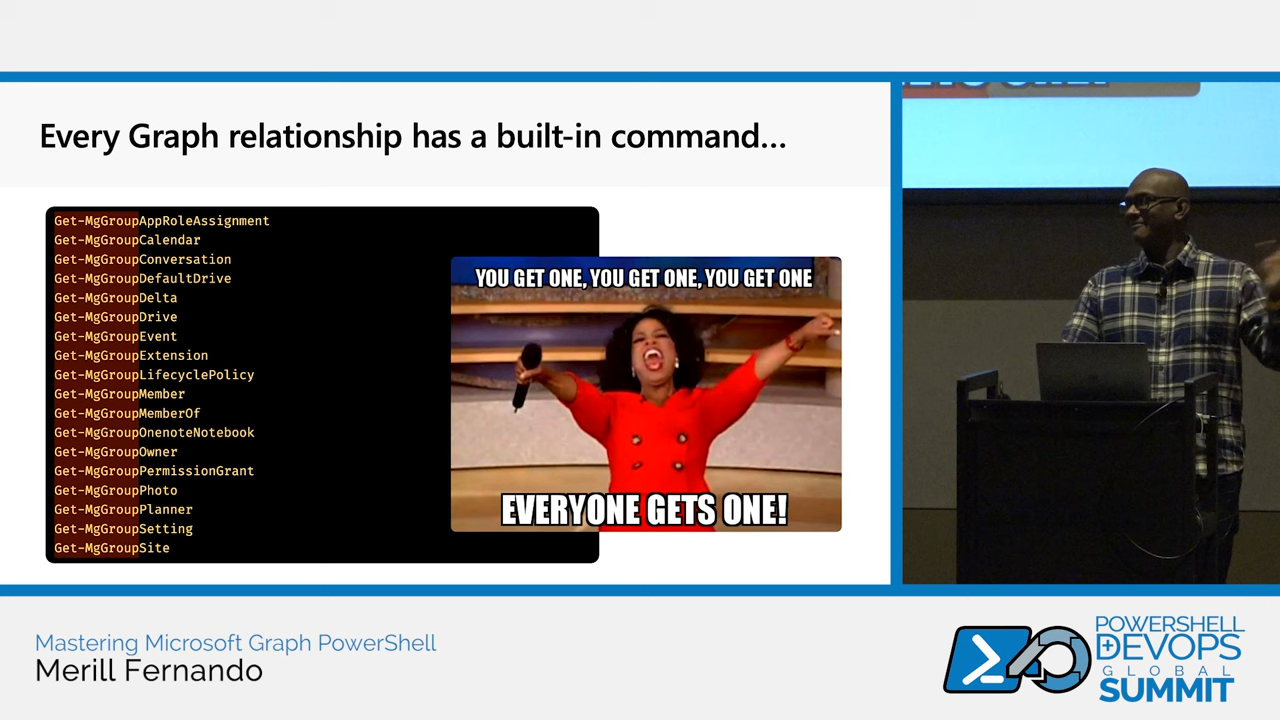 Every Graph relationship has a built-in command...
Get-MgGroupAppRoleAssignment
Get-MgGroupCalendar
Get-MgGroupConversation
Get-MgGroupDefaultDrive
Get-MgGroupDelta
Get-MgGroupDrive
Get-MgGroupEvent
Get-MgGroupExtension
Get-MgGroupLifecyclePolicy
Get-MgGroupMember
Get-MgGroupMemberOf
Get-MgGroupOnenoteNotebook
Get-MgGroupOwner
Get-MgGroupPermissionGrant
Get-MgGroupPhoto
Get-MgGroupPlanner
Get-MgGroupSetting
Get-MgGroupSite
YOU GET ONE, YOU GET ONE, YOU GET ONE
EVERYONE GETS ONE!
Mastering Microsoft Graph PowerShell
Merill Fernando
POWERSHELL
+DEVOPS
GLOBAL
SUMMIT